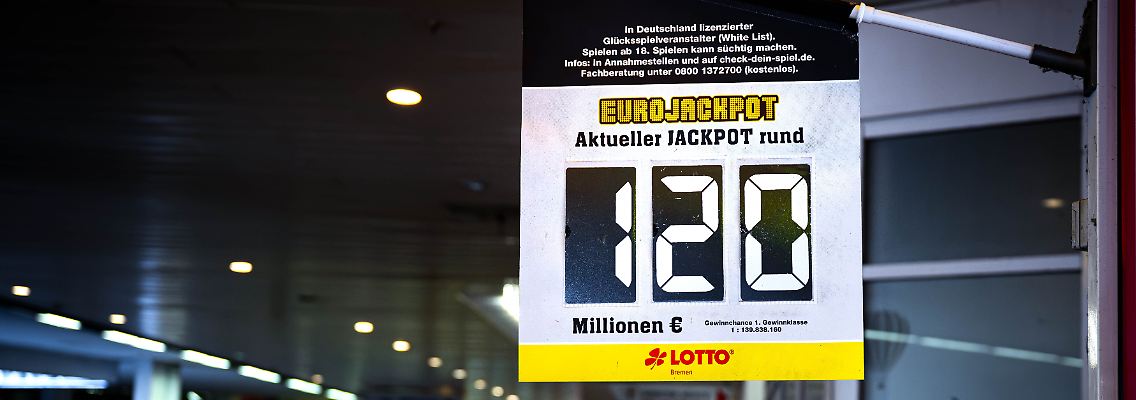 In Deutschland lizenzierter
Glücksspielveranstalter (White List).
Spielen ab 18. Spielen kann süchtig machen.
Infos: in Annahmestellen und auf check-dein-spiel.de.
Fachberatung unter 0800 1372700 (kostenlos).
EUROJACKPOT
Aktueller JACKPOT rund
120
Millionen €
Gewinnchance 1. Gewinnklasse
1 : 139.838.160
LOTTO®
Bremen